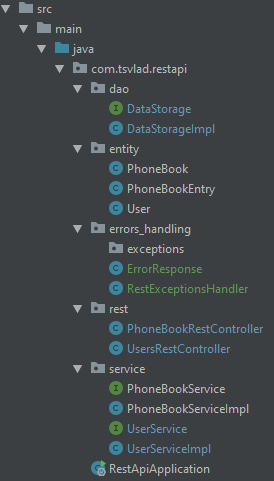 src
main
java
com.tsvlad.restapi
dao
DataStorage
DataStorageImpl
entity
PhoneBook
PhoneBookEntry
User
errors_handling
exceptions
ErrorResponse
RestExceptionsHandler
rest
PhoneBookRestController
UsersRestController
service
PhoneBookService
PhoneBookServiceImpl
UserService
UserServiceImpl
RestApiApplication